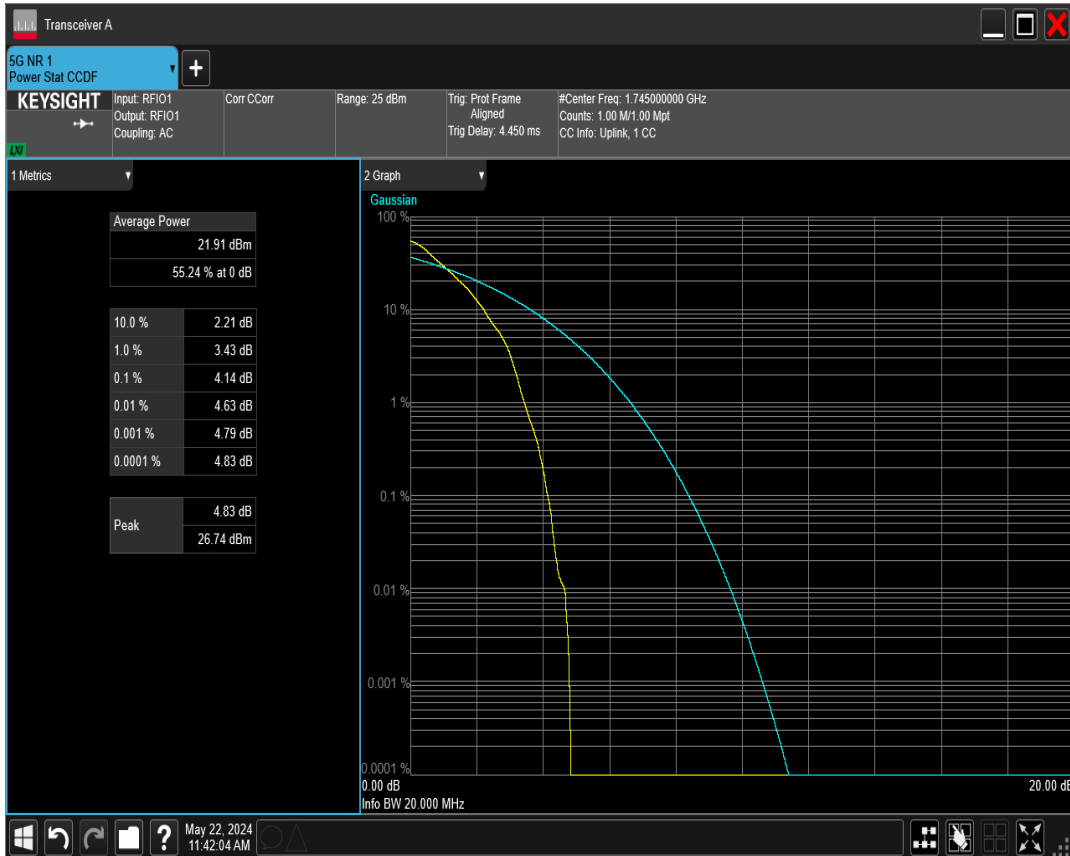 Transceiver A
5G NR 1
Power Stat CCDF
KEYSIGHT
LXI
Input: RFIO1
Output: RFIO1
Coupling: AC
Corr CCorr
Range: 25 dBm
Trig: Prot Frame
Aligned
Trig Delay: 4.450 ms
#Center Freq: 1.745000000 GHz
Counts: 1.00 M/1.00 Mpt
CC Info: Uplink, 1 CC
1 Metrics
Average Power
21.91 dBm
55.24 % at 0 dB
10.0 % 2.21 dB
1.0 % 3.43 dB
0.1 % 4.14 dB
0.01 % 4.63 dB
0.001 % 4.79 dB
0.0001 % 4.83 dB
Peak
4.83 dB
26.74 dBm
2 Graph
Gaussian
100 %
10 %
1 %
0.1 %
0.01 %
0.001 %
0.0001 %
0.00 dB 20.00 dB
Info BW 20.000 MHz
?
May 22, 2024
11:42:04 AM